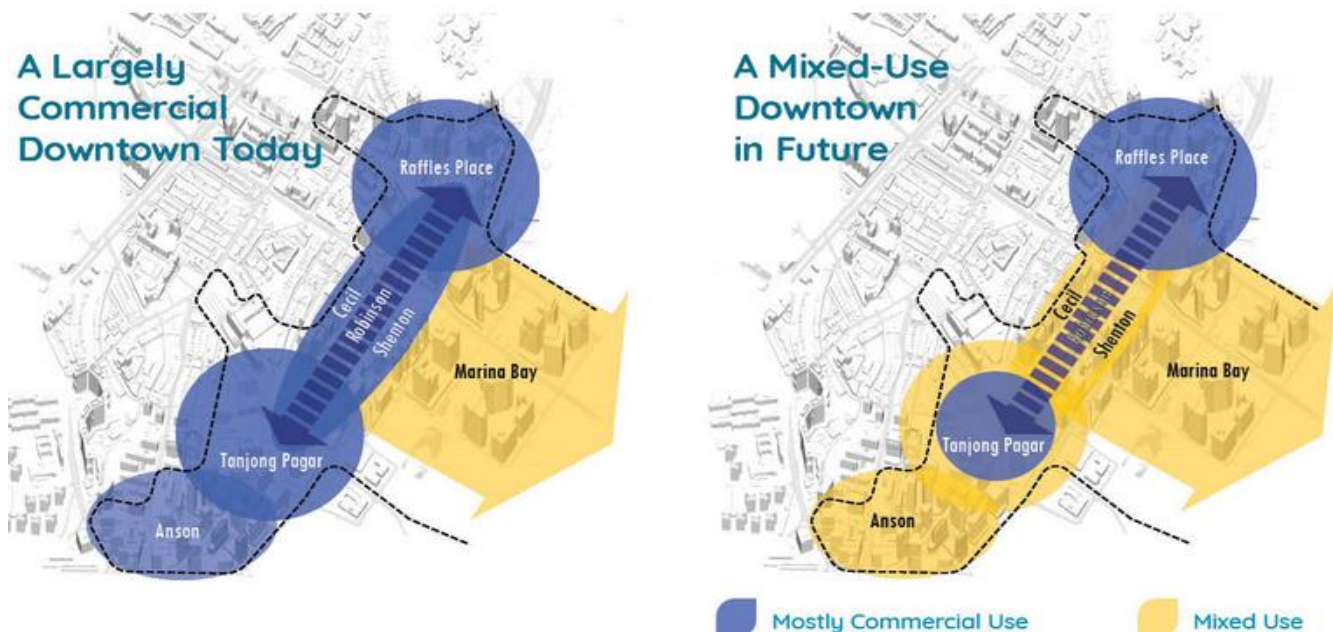 A Largely
Commercial
Downtown Today
Raffles Place
Cecil
Robinson
Shenton
Marina Bay
Tanjong Pagar
Anson
A Mixed-Use
Downtown
in Future
Raffles Place
Cecil
Shenton
Marina Bay
Tanjong Pagar
Anson
Mostly Commercial Use
Mixed Use